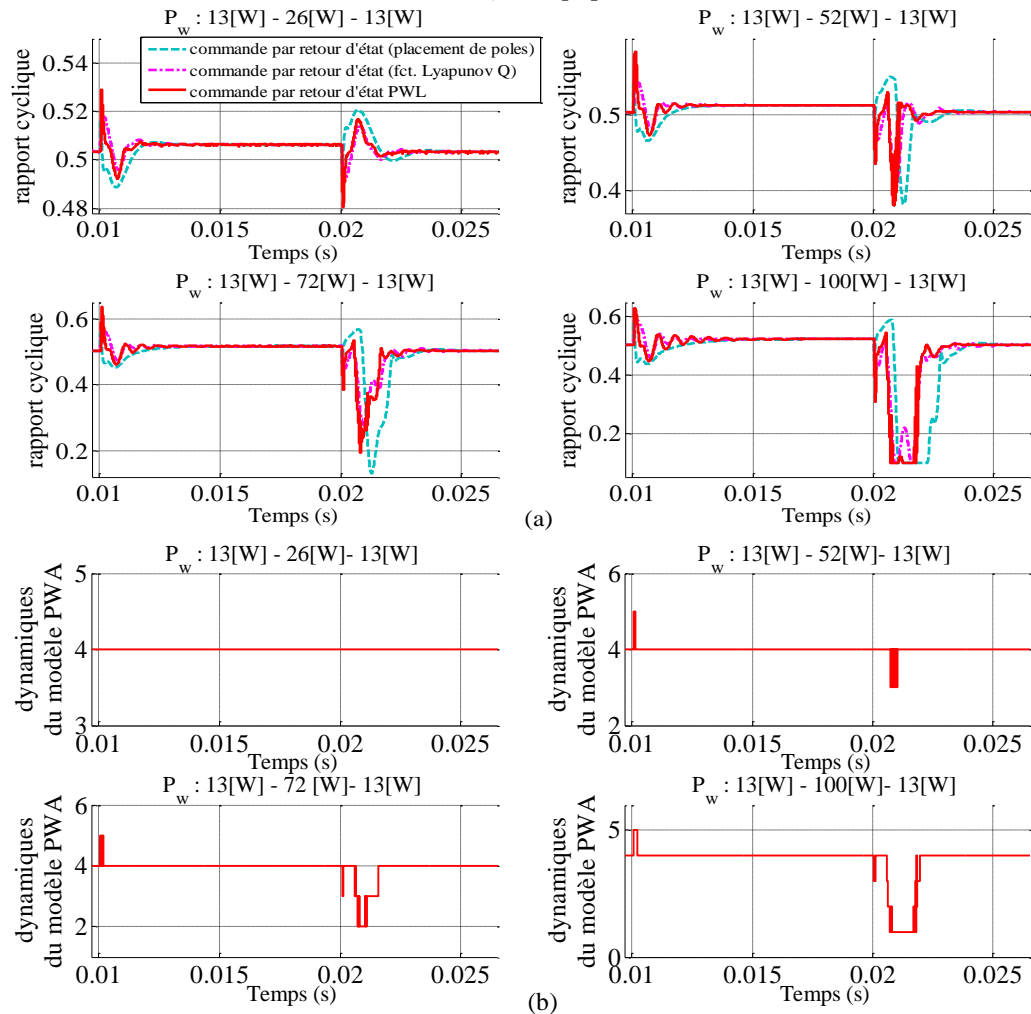 P_w : 13[W] - 26[W] - 13[W]
0.54
0.52
0.5
0.48
rapport cyclique
commande par retour d'état (placement de poles)
commande par retour d'état (fct. Lyapunov Q)
commande par retour d'état PWL
0.01 0.015 0.02 0.025
Temps (s)
P_w : 13[W] - 52[W] - 13[W]
0.5
0.4
rapport cyclique
0.01 0.015 0.02 0.025
Temps (s)
P_w : 13[W] - 72[W] - 13[W]
0.6
0.4
0.2
rapport cyclique
0.01 0.015 0.02 0.025
Temps (s)
P_w : 13[W] - 100[W] - 13[W]
0.6
0.4
0.2
rapport cyclique
0.01 0.015 0.02 0.025
Temps (s)
(a)
P_w : 13[W] - 26[W]- 13[W]
5
4
3
dynamiques
du modèle PWA
0.01 0.015 0.02 0.025
Temps (s)
P_w : 13[W] - 52[W]- 13[W]
6
4
2
dynamiques
du modèle PWA
0.01 0.015 0.02 0.025
Temps (s)
P_w : 13[W] - 72 [W]- 13[W]
6
4
2
dynamiques
du modèle PWA
0.01 0.015 0.02 0.025
Temps (s)
P_w : 13[W] - 100[W]- 13[W]
5
0
dynamiques
du modèle PWA
0.01 0.015 0.02 0.025
Temps (s)
(b)